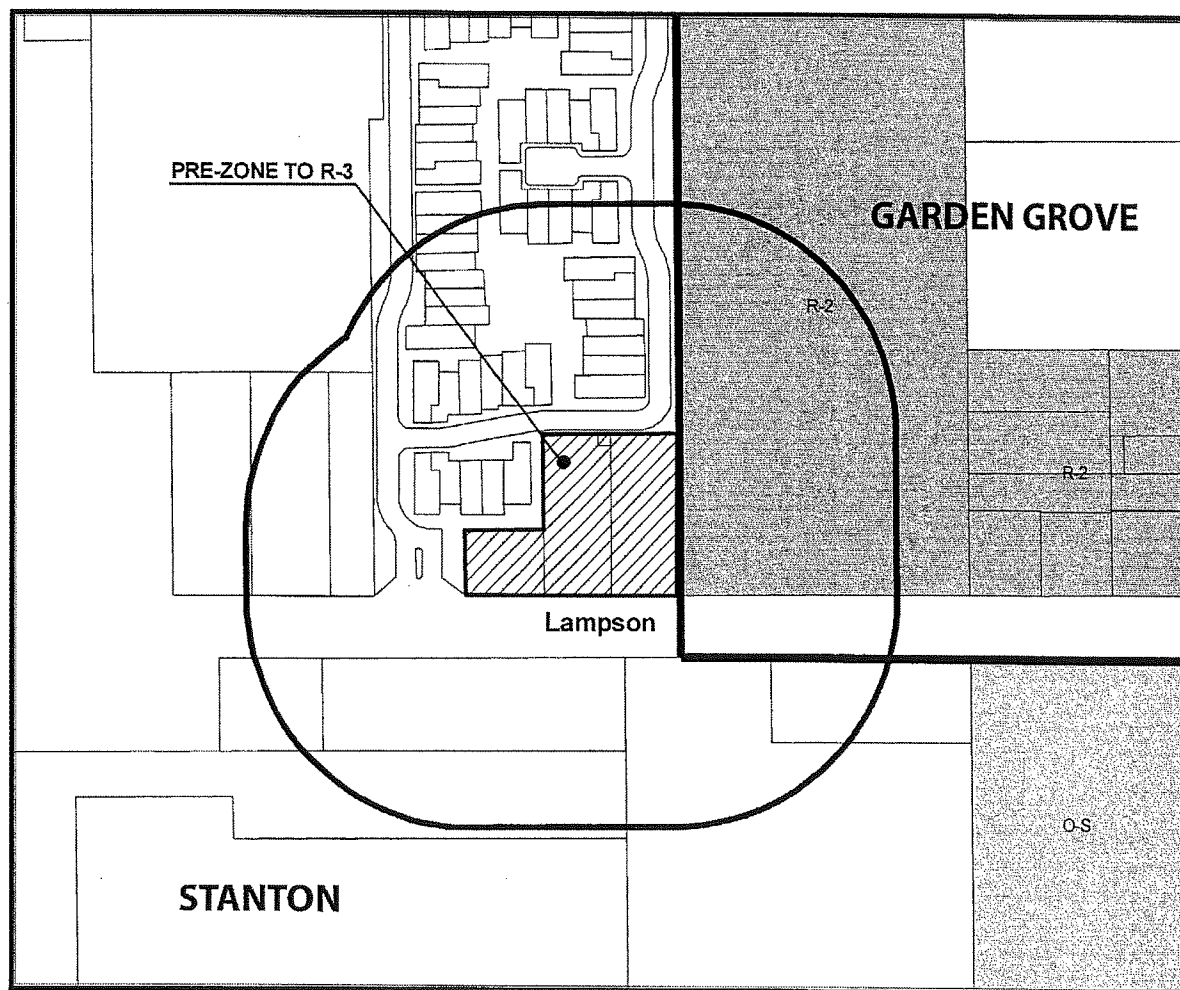 PRE-ZONE TO R-3
GARDEN GROVE
R-2
R-2
Lampson
O-S
STANTON